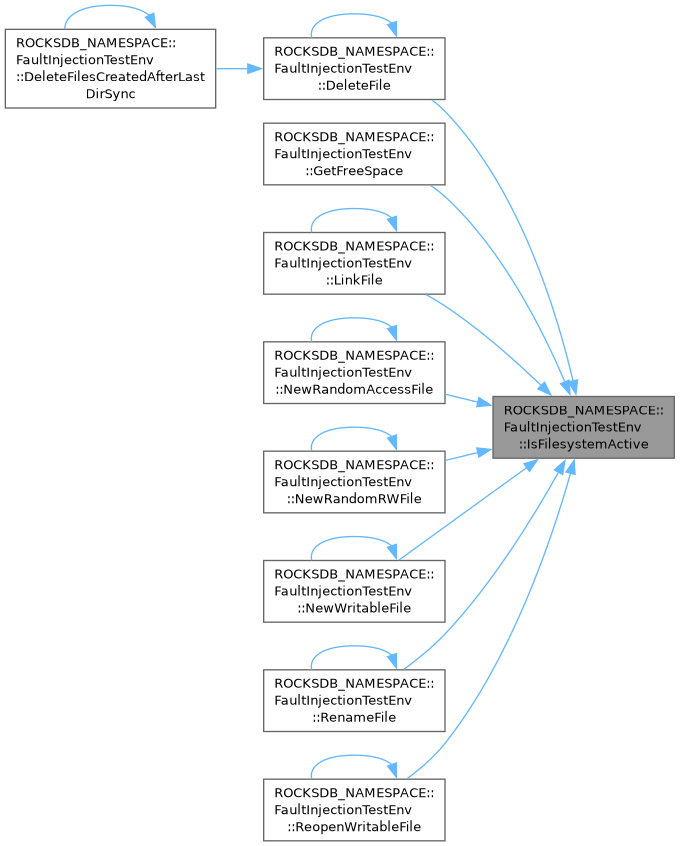 ROCKSDB_NAMESPACE::
FaultInjectionTestEnv
::DeleteFilesCreatedAfterLast
DirSync
ROCKSDB_NAMESPACE::
FaultInjectionTestEnv
::DeleteFile
ROCKSDB_NAMESPACE::
FaultInjectionTestEnv
::GetFreeSpace
ROCKSDB_NAMESPACE::
FaultInjectionTestEnv
::LinkFile
ROCKSDB_NAMESPACE::
FaultInjectionTestEnv
::NewRandomAccessFile
ROCKSDB_NAMESPACE::
FaultInjectionTestEnv
::IsFilesystemActive
ROCKSDB_NAMESPACE::
FaultInjectionTestEnv
::NewRandomRWFile
ROCKSDB_NAMESPACE::
FaultInjectionTestEnv
::NewWritableFile
ROCKSDB_NAMESPACE::
FaultInjectionTestEnv
::RenameFile
ROCKSDB_NAMESPACE::
FaultInjectionTestEnv
::ReopenWritableFile